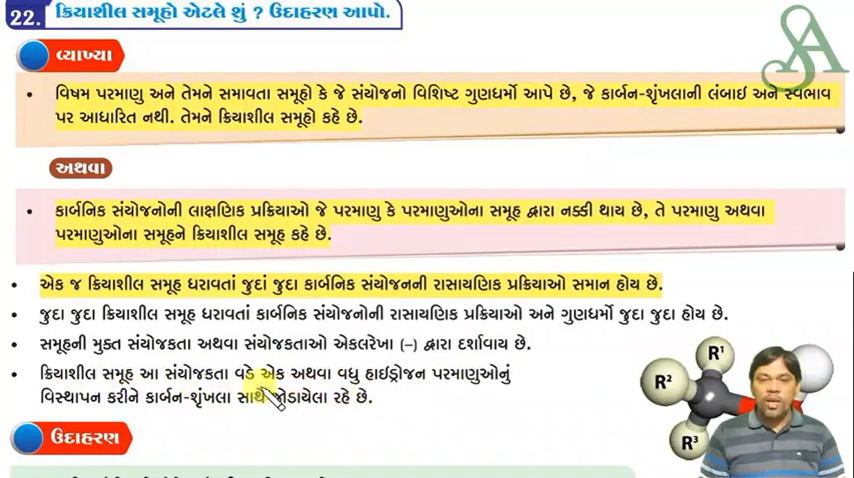 22. ક્રિયાશીલ સમૂહો એટલે શું ? ઉદાહરણ આપો.
વ્યાખ્યા
• વિષમ પરમાણુ અને તેમને સમાવતા સમૂહો કે જે સંયોજનો વિશિષ્ટ ગુણધર્મો આપે છે, જે કાર્બન-શૃંખલાની લંબાઇ અને સ્વભાવ
પર આધારિત નથી. તેમને ક્રિયાશીલ સમૂહો કહે છે.
અથવા
• કાર્બનિક સંયોજનોની લાક્ષણિક પ્રક્રિયાઓ જે પરમાણુ કે પરમાણુઓના સમૂહ દ્વારા નક્કી થાય છે, તે પરમાણુ અથવા
પરમાણુઓના સમૂહને ક્રિયાશીલ સમૂહ કહે છે.
• એક જ ક્રિયાશીલ સમૂહ ધરાવતાં જુદાં જુદા કાર્બનિક સંયોજનની રાસાયણિક પ્રક્રિયાઓ સમાન હોય છે.
• જુદા જુદા ક્રિયાશીલ સમૂહ ધરાવતાં કાર્બનિક સંયોજનોની રાસાયણિક પ્રક્રિયાઓ અને ગુણધર્મો જુદા જુદા હોય છે.
• સમૂહની મુક્ત સંયોજકતા અથવા સંયોજકતાઓ એકલરેખા (–) દ્વારા દર્શાવાય છે.
• ક્રિયાશીલ સમૂહ આ સંયોજકતા વડે એક અથવા વધુ હાઈડ્રોજન પરમાણુઓનું
વિસ્થાપન કરીને કાર્બન-શૃંખલા સાથે જોડાયેલા રહે છે.
R¹
R²
R³
ઉદાહરણ